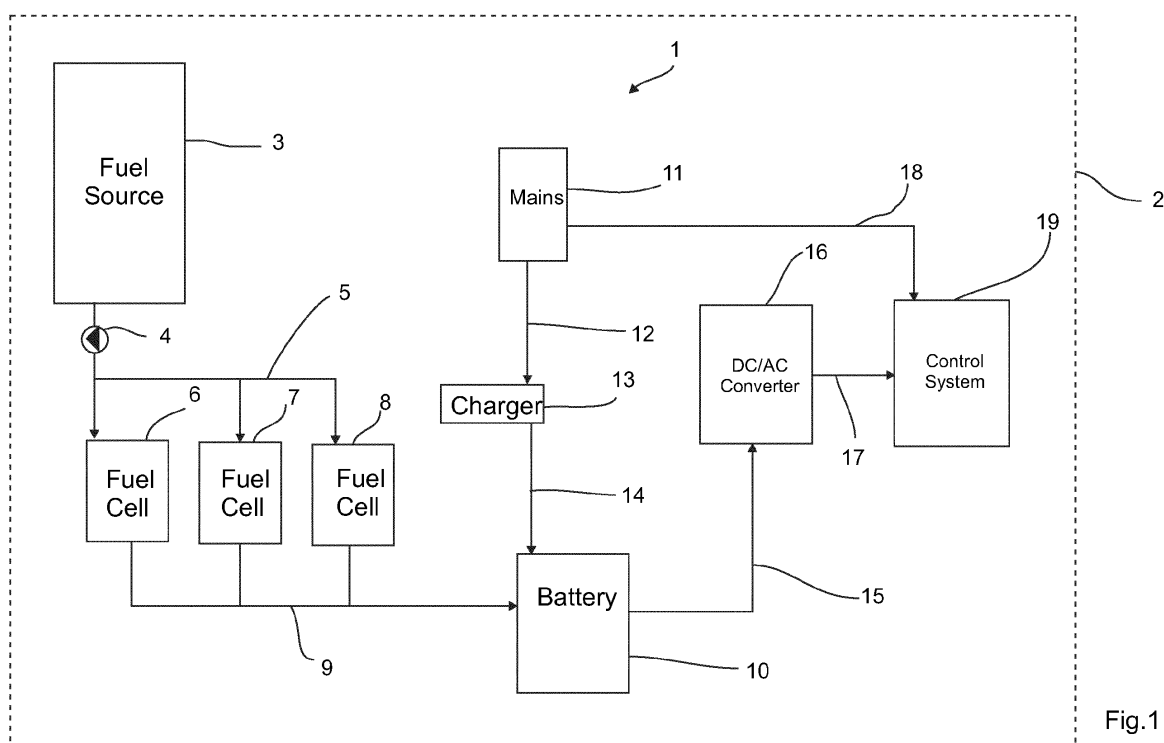 1
Fuel
Source
3
Mains
11
18
2
19
16
5
4
12
DC/AC
Converter
Control
System
6
7
8
Charger
13
17
Fuel
Cell
Fuel
Cell
Fuel
Cell
14
Battery
15
9
10
Fig.1